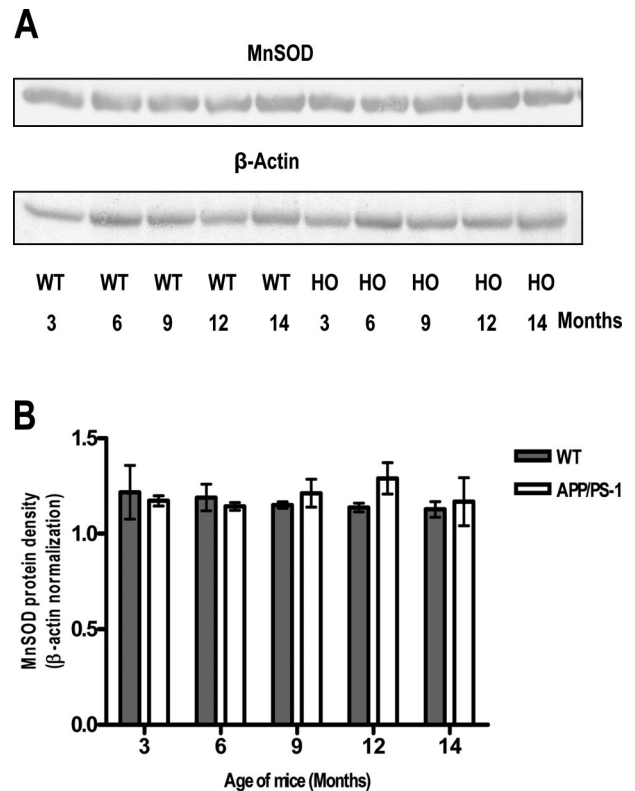 A
MnSOD
β-Actin
WT WT WT WT WT HO HO HO HO HO
3 6 9 12 14 3 6 9 12 14 Months
B
MnSOD protein density
(β-actin normalization)
1.5
1.0
0.5
0.0
WT
APP/PS-1
3 6 9 12 14
Age of mice (Months)